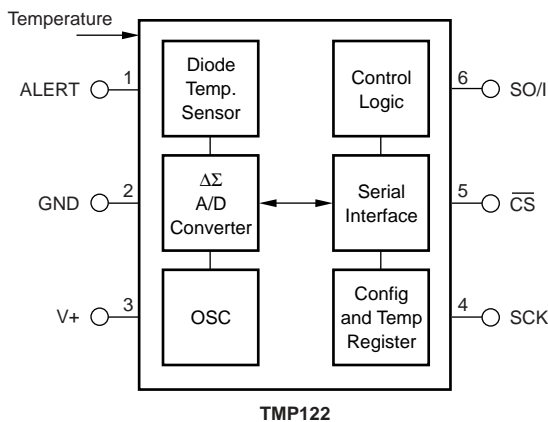 Temperature
ALERT
1
GND
2
V+
3
Diode
Temp.
Sensor
ΔΣ
A/D
Converter
OSC
Control
Logic
Serial
Interface
Config
and Temp
Register
6
SO/I
5
C̅S̅
4
SCK
TMP122